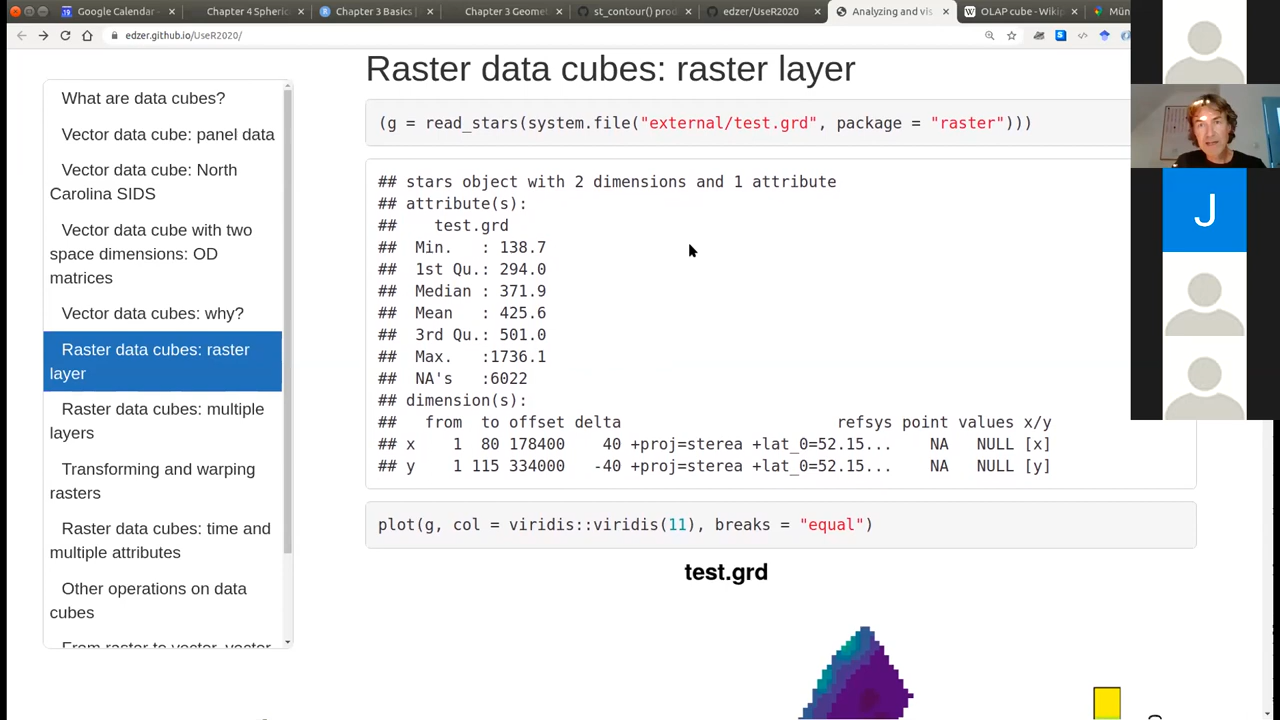 Google Calendar -
Chapter 4 Spheric
Chapter 3 Basics |
Chapter 3 Geomet
st_contour() prod
edzer/UseR2020
Analyzing and vis
OLAP cube - Wikip
Mün
edzer.github.io/UseR2020/
What are data cubes?
Vector data cube: panel data
Vector data cube: North
Carolina SIDS
Vector data cube with two
space dimensions: OD
matrices
Vector data cubes: why?
Raster data cubes: raster
layer
Raster data cubes: multiple
layers
Transforming and warping
rasters
Raster data cubes: time and
multiple attributes
Other operations on data
cubes
From raster to vector, vector
Raster data cubes: raster layer
(g = read_stars(system.file("external/test.grd", package = "raster")))
## stars object with 2 dimensions and 1 attribute
## attribute(s):
## test.grd
## Min. : 138.7
## 1st Qu.: 294.0
## Median : 371.9
## Mean : 425.6
## 3rd Qu.: 501.0
## Max. :1736.1
## NA's :6022
## dimension(s):
## from to offset delta refsys point values x/y
## x 1 80 178400 40 +proj=sterea +lat_0=52.15... NA NULL [x]
## y 1 115 334000 -40 +proj=sterea +lat_0=52.15... NA NULL [y]
plot(g, col = viridis::viridis(11), breaks = "equal")
test.grd
J